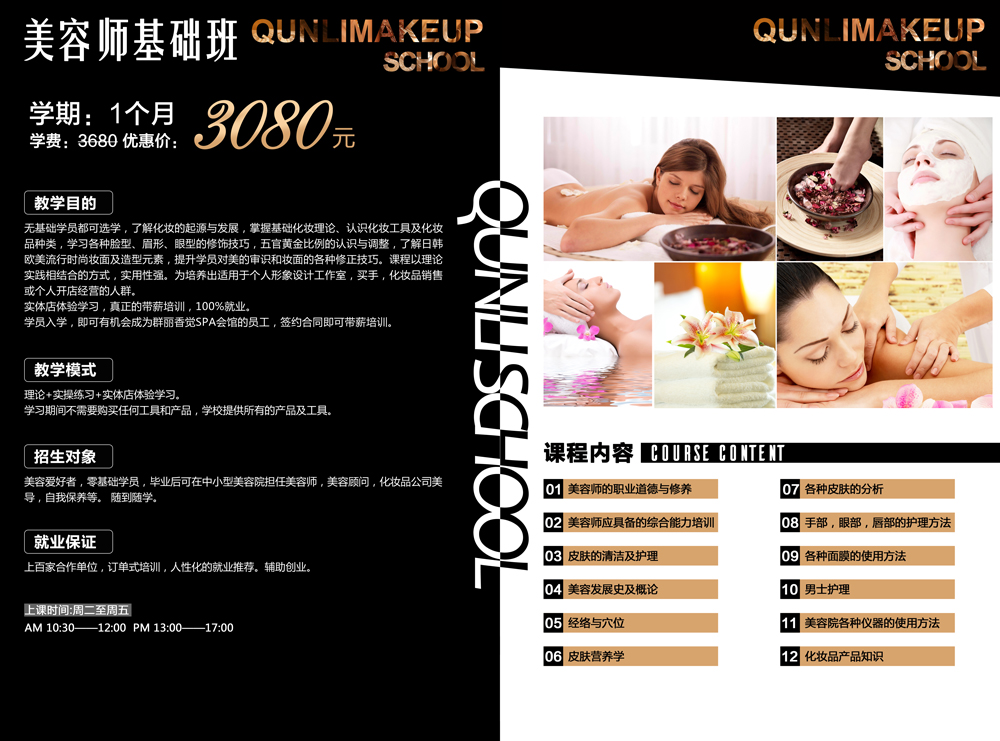 美容师基础班
QUNLIMAKEUP
SCHOOL
学期：1个月
学费：3680 优惠价：3080元
教学目的
无基础学员都可选学，了解化妆的起源与发展，掌握基础化妆理论、认识化妆工具及化妆
品种类，学习各种脸型、眉形、眼型的修饰技巧，五官黄金比例的认识与调整，了解日韩
欧美流行时尚妆面及造型元素，提升学员对美的审识和妆面的各种修正技巧。课程以理论
实践相结合的方式，实用性强。为培养出适用于个人形象设计工作室，买手，化妆品销售
或个人开店经营的人群。
实体店体验学习，真正的带薪培训，100%就业。
学员入学，即可有机会成为群丽香觉SPA会馆的员工，签约合同即可带薪培训。
教学模式
理论+实操练习+实体店体验学习。
学习期间不需要购买任何工具和产品，学校提供所有的产品及工具。
招生对象
美容爱好者，零基础学员，毕业后可在中小型美容院担任美容师，美容顾问，化妆品公司美
导，自我保养等。 随到随学。
就业保证
上百家合作单位，订单式培训，人性化的就业推荐。辅助创业。
上课时间:周二至周五
AM 10:30——12:00 PM 13:00——17:00
QUNLISCHOOL
QUNLIMAKEUP
SCHOOL
课程内容 COURSE CONTENT
01 美容师的职业道德与修养
02 美容师应具备的综合能力培训
03 皮肤的清洁及护理
04 美容发展史及概论
05 经络与穴位
06 皮肤营养学
07 各种皮肤的分析
08 手部，眼部，唇部的护理方法
09 各种面膜的使用方法
10 男士护理
11 美容院各种仪器的使用方法
12 化妆品产品知识